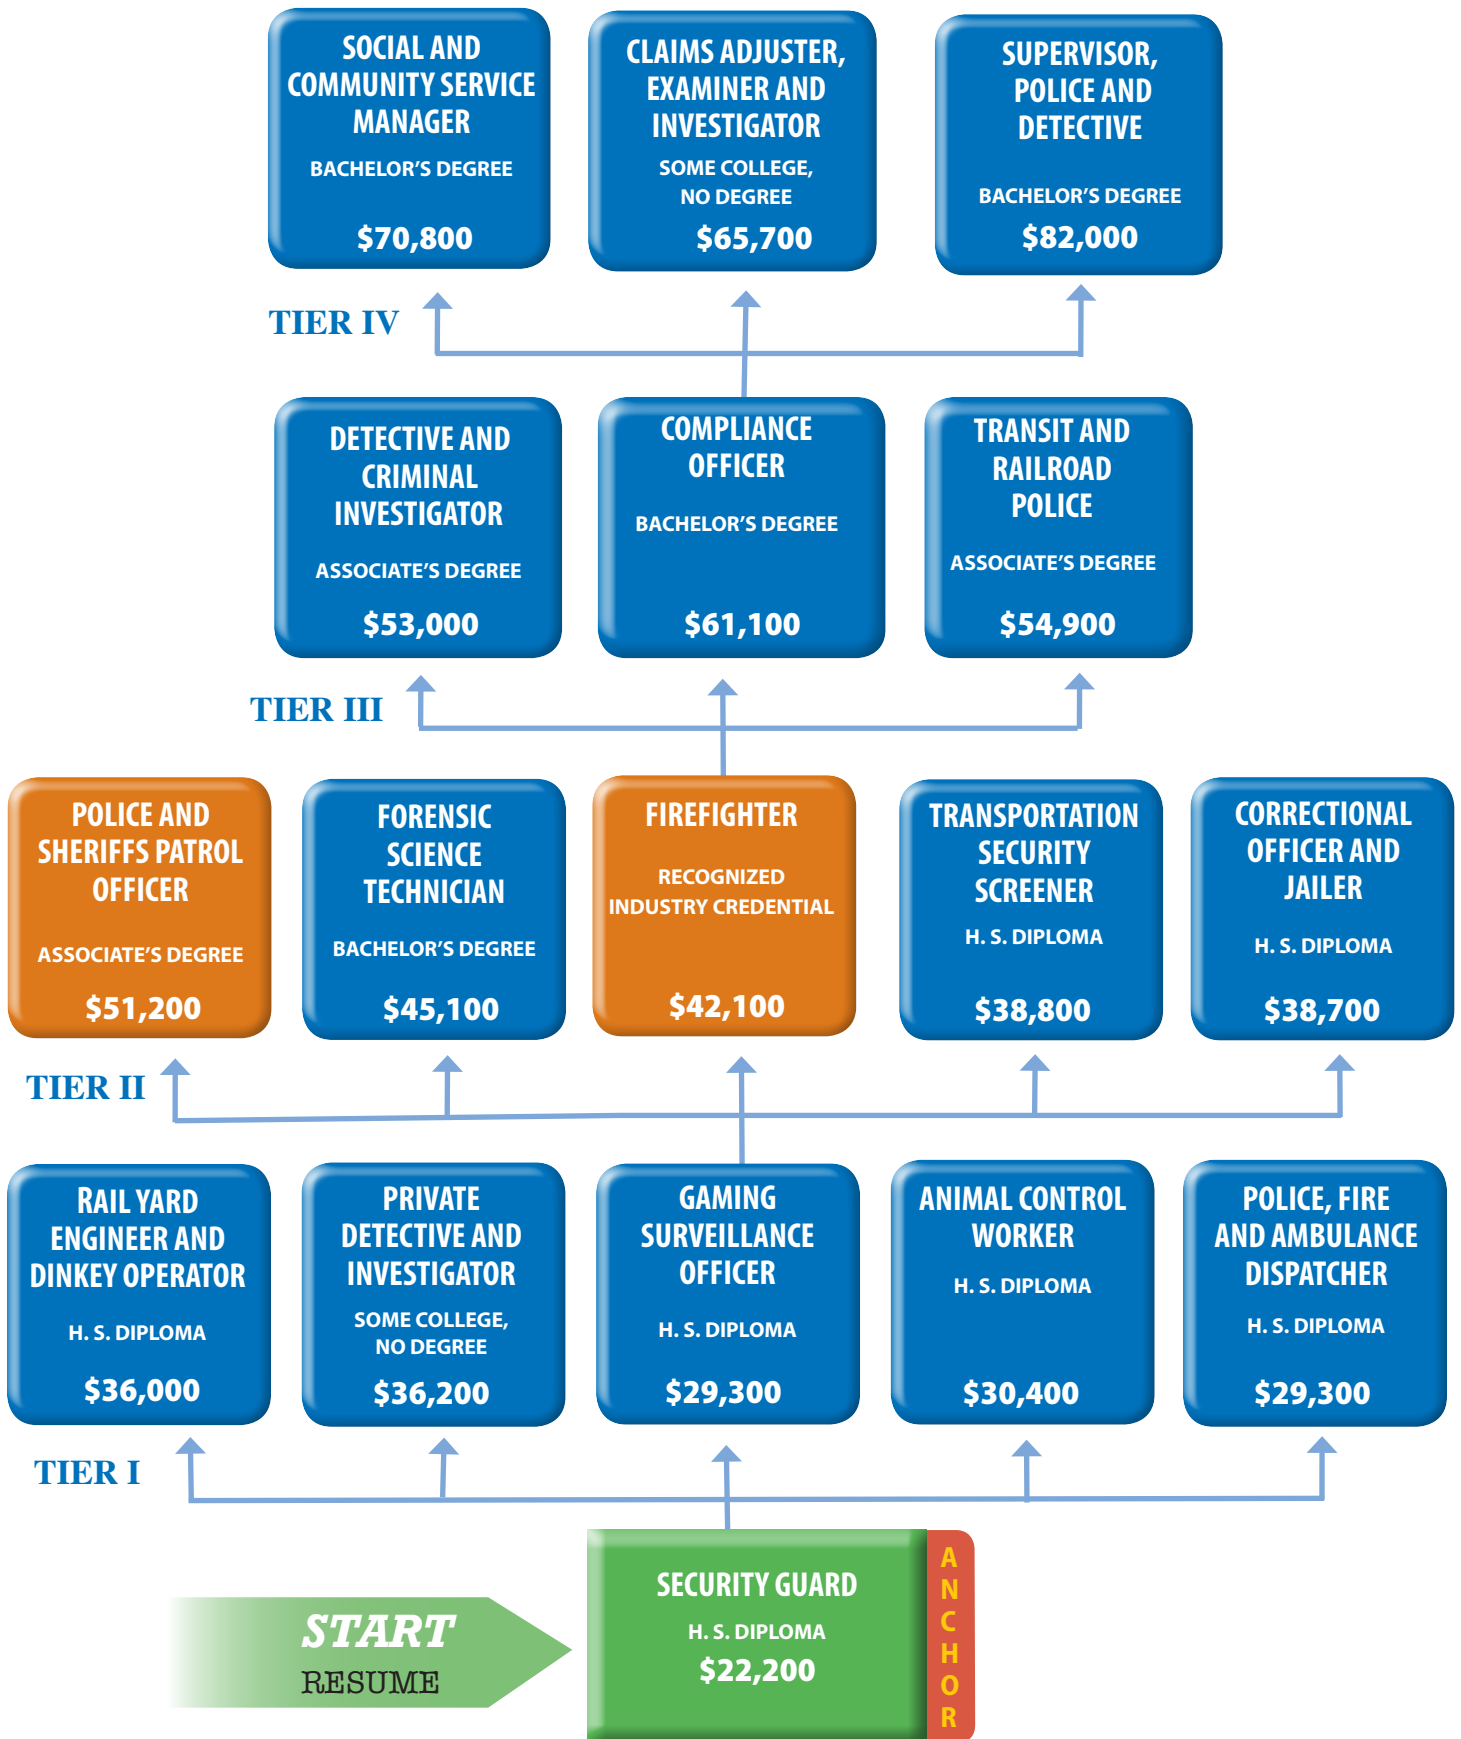 SOCIAL AND
COMMUNITY SERVICE
MANAGER
BACHELOR'S DEGREE
$70,800
CLAIMS ADJUSTER,
EXAMINER AND
INVESTIGATOR
SOME COLLEGE,
NO DEGREE
$65,700
SUPERVISOR,
POLICE AND
DETECTIVE
BACHELOR'S DEGREE
$82,000
TIER IV
DETECTIVE AND
CRIMINAL
INVESTIGATOR
ASSOCIATE'S DEGREE
$53,000
COMPLIANCE
OFFICER
BACHELOR'S DEGREE
$61,100
TRANSIT AND
RAILROAD
POLICE
ASSOCIATE'S DEGREE
$54,900
TIER III
POLICE AND
SHERIFFS PATROL
OFFICER
ASSOCIATE'S DEGREE
$51,200
FORENSIC
SCIENCE
TECHNICIAN
BACHELOR'S DEGREE
$45,100
FIREFIGHTER
RECOGNIZED
INDUSTRY CREDENTIAL
$42,100
TRANSPORTATION
SECURITY
SCREENER
H. S. DIPLOMA
$38,800
CORRECTIONAL
OFFICER AND
JAILER
H. S. DIPLOMA
$38,700
TIER II
RAIL YARD
ENGINEER AND
DINKEY OPERATOR
H. S. DIPLOMA
$36,000
PRIVATE
DETECTIVE AND
INVESTIGATOR
SOME COLLEGE,
NO DEGREE
$36,200
GAMING
SURVEILLANCE
OFFICER
H. S. DIPLOMA
$29,300
ANIMAL CONTROL
WORKER
H. S. DIPLOMA
$30,400
POLICE, FIRE
AND AMBULANCE
DISPATCHER
H. S. DIPLOMA
$29,300
TIER I
START
RESUME
SECURITY GUARD
H. S. DIPLOMA
$22,200
ANCHOR